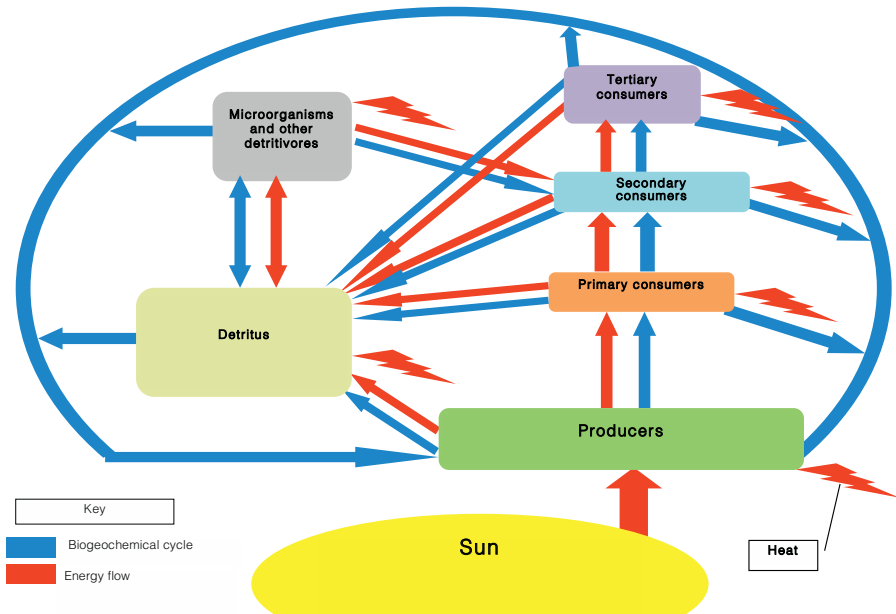 Tertiary
consumers
Microorganisms
and other
detritivores
Secondary
consumers
Primary consumers
Detritus
Producers
Key
Biogeochemical cycle
Energy flow
Sun
Heat